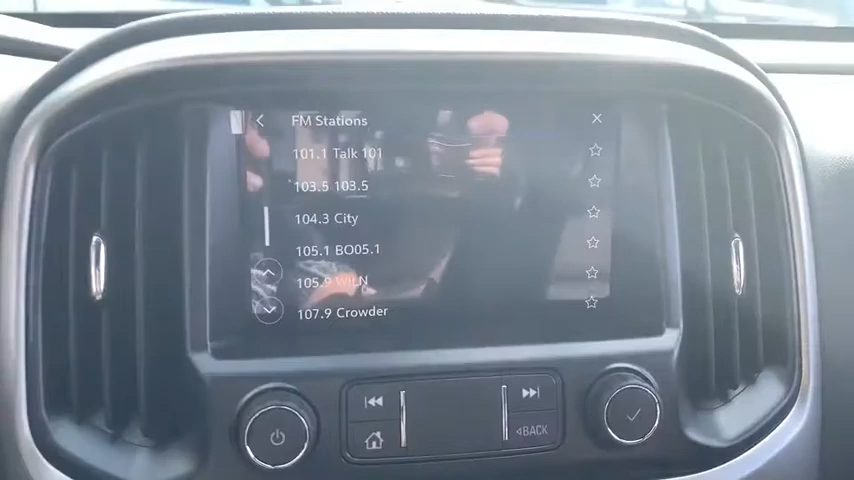 FM Stations
101.1 Talk 101
103.5 103.5
104.3 City
105.1 BO05.1
105.9 WILN
107.9 Crowder
BACK